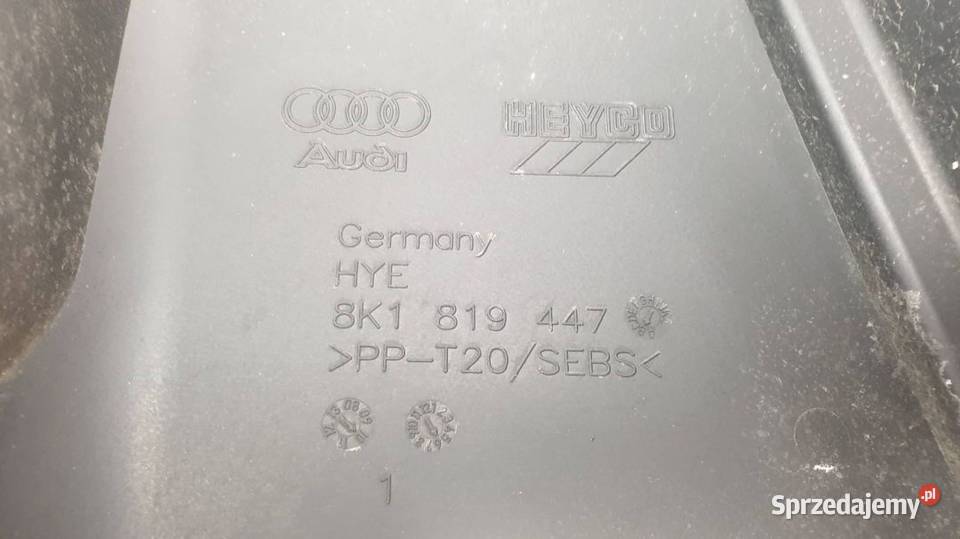 Audi
HEYCO
Germany
HYE
8K1 819 447
>PP-T20/SEBS<
1
Sprzedajemy.pl